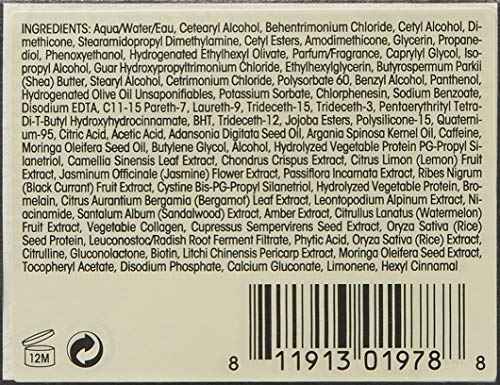 INGREDIENTS: Aqua/Water/Eau, Cetearyl Alcohol, Behentrimonium Chloride, Cetyl Alcohol, Di-
methicone, Stearamidopropyl Dimethylamine, Cetyl Esters, Amodimethicone, Glycerin, Propane-
diol, Phenoxyethanol, Hydrogenated Ethylhexyl Olivate, Parfum/Fragrance, Caprylyl Glycol, Iso-
propyl Alcohol, Guar Hydroxypropyltrimonium Chloride, Ethylhexylglycerin, Butyrospermum Parkii
(Shea) Butter, Stearyl Alcohol, Cetrimonium Chloride, Polysorbate 60, Benzyl Alcohol, Panthenol,
Hydrogenated Olive Oil Unsaponifiables, Potassium Sorbate, Chlorphenesin, Sodium Benzoate,
Disodium EDTA, C11-15 Pareth-7, Laureth-9, Trideceth-15, Trideceth-3, Pentaerythrityl Tetra-
Di-T-Butyl Hydroxyhydrocinnamate, BHT, Trideceth-12, Jojoba Esters, Polysilicone-15, Quaterni-
um-95, Citric Acid, Acetic Acid, Adansonia Digitata Seed Oil, Argania Spinosa Kernel Oil, Caffeine,
Moringa Oleifera Seed Oil, Butylene Glycol, Alcohol, Hydrolyzed Vegetable Protein PG-Propyl Si-
lanetriol, Camellia Sinensis Leaf Extract, Chondrus Crispus Extract, Citrus Limon (Lemon) Fruit
Extract, Jasminum Officinale (Jasmine) Flower Extract, Passiflora Incarnata Extract, Ribes Nigrum
(Black Currant) Fruit Extract, Cystine Bis-PG-Propyl Silanetriol, Hydrolyzed Vegetable Protein, Bro-
melain, Citrus Aurantium Bergamia (Bergamot) Leaf Extract, Leontopodium Alpinum Extract, Ni-
acinamide, Santalum Album (Sandalwood) Extract, Amber Extract, Citrullus Lanatus (Watermelon)
Fruit Extract, Vegetable Collagen, Cupressus Sempervirens Seed Extract, Oryza Sativa (Rice)
Seed Protein, Leuconostoc/Radish Root Ferment Filtrate, Phytic Acid, Oryza Sativa (Rice) Extract,
Citrulline, Gluconolactone, Biotin, Litchi Chinensis Pericarp Extract, Moringa Oleifera Seed Extract,
Tocopheryl Acetate, Disodium Phosphate, Calcium Gluconate, Limonene, Hexyl Cinnamal
12M
8 11913 01978 8